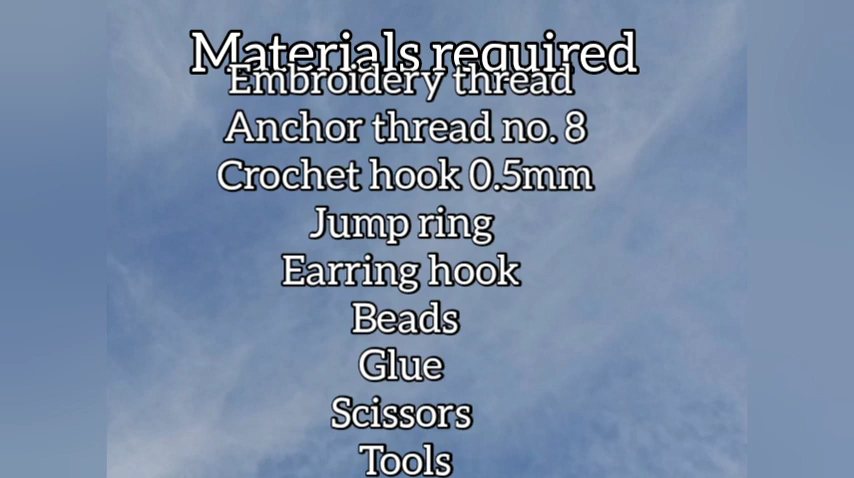 Materials required
Embroidery thread
Anchor thread no. 8
Crochet hook 0.5mm
Jump ring
Earring hook
Beads
Glue
Scissors
Tools